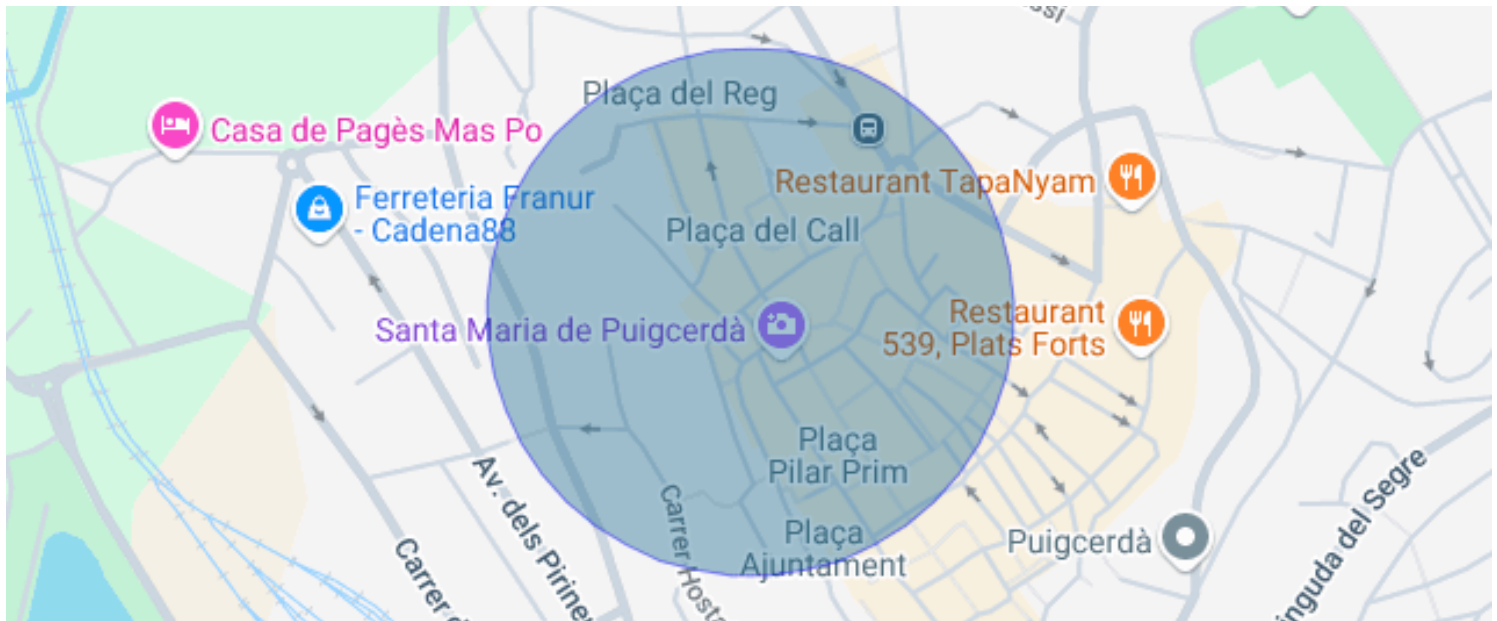 Plaça del Reg
Casa de Pagès Mas Po
Restaurant TapaNyam
Ferreteria Franur
- Cadena88
Plaça del Call
Restaurant
539, Plats Forts
Santa Maria de Puigcerdà
Plaça
Pilar Prim
Av. dels Pirine
Carrer Hosta
Plaça
Ajuntament
Puigcerdà
inguda del Segre
Carrer d